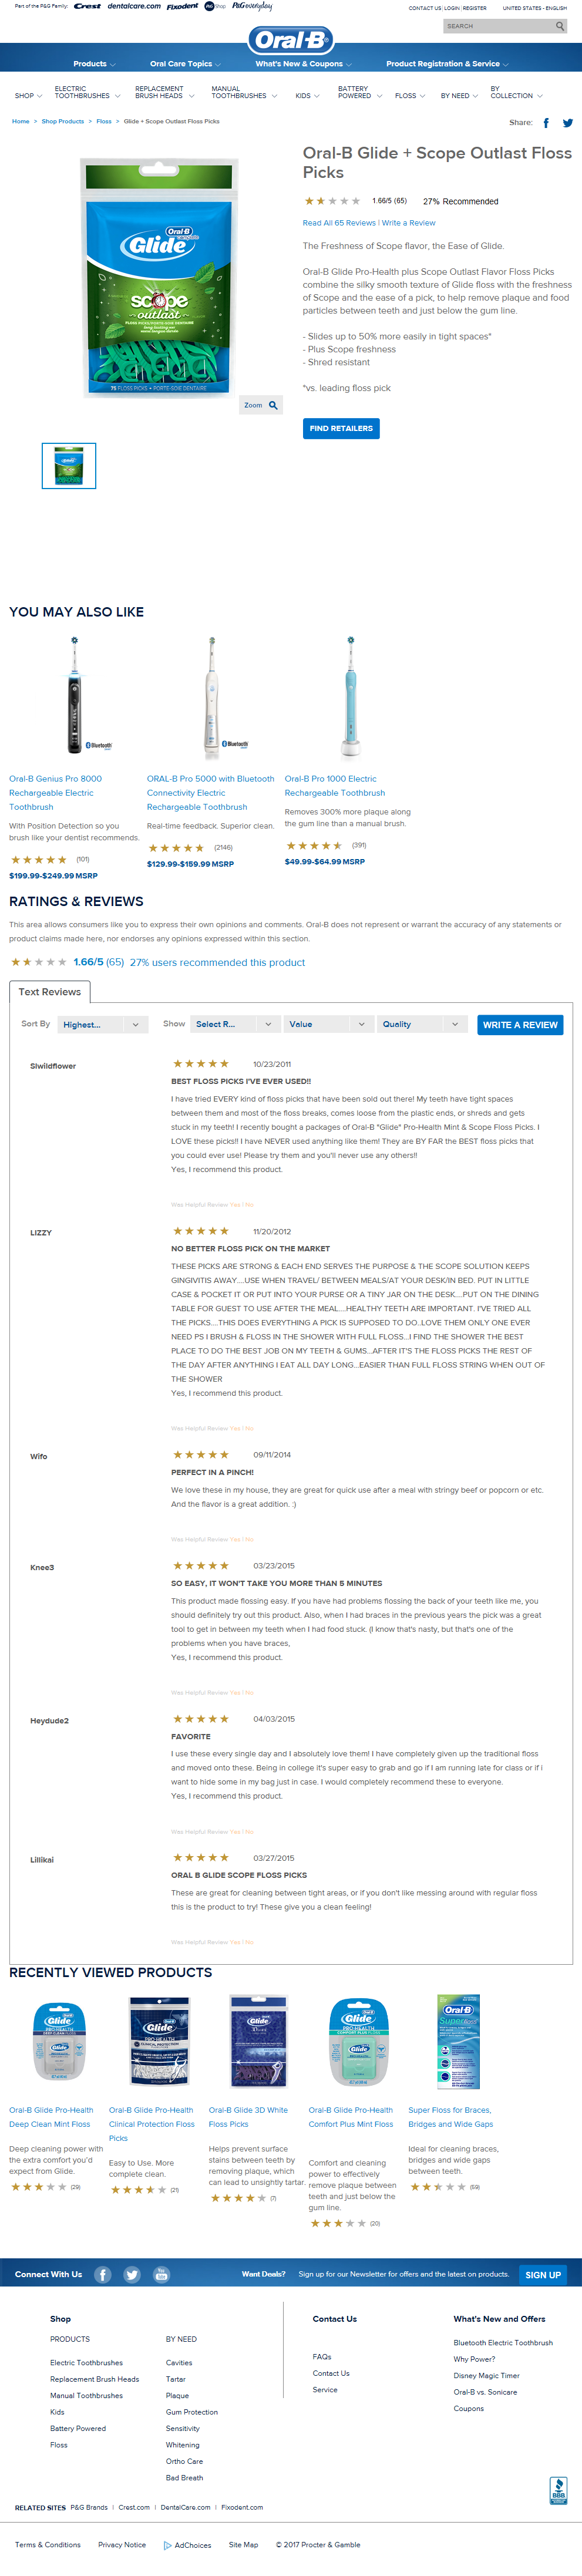 Part of the P&G Family: Crest dentalcare.com Fixodent P&G Shop P&G everyday
CONTACT US | LOGIN | REGISTER UNITED STATES - ENGLISH
SEARCH
Oral-B
Products Oral Care Topics What's New & Coupons Product Registration & Service
SHOP ELECTRIC TOOTHBRUSHES REPLACEMENT BRUSH HEADS MANUAL TOOTHBRUSHES KIDS BATTERY POWERED FLOSS BY NEED BY COLLECTION
Home > Shop Products > Floss > Glide + Scope Outlast Floss Picks
Share:
Oral-B Glide + Scope Outlast Floss
Picks
1.66/5 (65) 27% Recommended
Read All 65 Reviews | Write a Review
The Freshness of Scope flavor, the Ease of Glide.
Oral-B Glide Pro-Health plus Scope Outlast Flavor Floss Picks
combine the silky smooth texture of Glide floss with the freshness
of Scope and the ease of a pick, to help remove plaque and food
particles between teeth and just below the gum line.
- Slides up to 50% more easily in tight spaces*
- Plus Scope freshness
- Shred resistant
*vs. leading floss pick
FIND RETAILERS
Oral-B
Complete
Glide
scope
outlast
75 FLOSS PICKS • PORTE-SOIE DENTAIRE
Zoom
YOU MAY ALSO LIKE
Bluetooth
Bluetooth
Oral-B Genius Pro 8000
Rechargeable Electric
Toothbrush
With Position Detection so you
brush like your dentist recommends.
(101)
$199.99-$249.99 MSRP
ORAL-B Pro 5000 with Bluetooth
Connectivity Electric
Rechargeable Toothbrush
Real-time feedback. Superior clean.
(2146)
$129.99-$159.99 MSRP
Oral-B Pro 1000 Electric
Rechargeable Toothbrush
Removes 300% more plaque along
the gum line than a manual brush.
(391)
$49.99-$64.99 MSRP
RATINGS & REVIEWS
This area allows consumers like you to express their own opinions and comments. Oral-B does not represent or warrant the accuracy of any statements or
product claims made here, nor endorses any opinions expressed within this section.
1.66/5 (65) 27% users recommended this product
Text Reviews
Sort By Highest... Show Select R... Value Quality WRITE A REVIEW
Slwildflower
10/23/2011
BEST FLOSS PICKS I'VE EVER USED!!
I have tried EVERY kind of floss picks that have been sold out there! My teeth have tight spaces
between them and most of the floss breaks, comes loose from the plastic ends, or shreds and gets
stuck in my teeth! I recently bought a packages of Oral-B "Glide" Pro-Health Mint & Scope Floss Picks. I
LOVE these picks!! I have NEVER used anything like them! They are BY FAR the BEST floss picks that
you could ever use! Please try them and you'll never use any others!!
Yes, I recommend this product.
Was Helpful Review Yes | No
LIZZY
11/20/2012
NO BETTER FLOSS PICK ON THE MARKET
THESE PICKS ARE STRONG & EACH END SERVES THE PURPOSE & THE SCOPE SOLUTION KEEPS
GINGIVITIS AWAY....USE WHEN TRAVEL/ BETWEEN MEALS/AT YOUR DESK/IN BED. PUT IN LITTLE
CASE & POCKET IT OR PUT INTO YOUR PURSE OR A TINY JAR ON THE DESK....PUT ON THE DINING
TABLE FOR GUEST TO USE AFTER THE MEAL....HEALTHY TEETH ARE IMPORTANT. I'VE TRIED ALL
THE PICKS....THIS DOES EVERYTHING A PICK IS SUPPOSED TO DO..LOVE THEM ONLY ONE EVER
NEED PS I BRUSH & FLOSS IN THE SHOWER WITH FULL FLOSS...I FIND THE SHOWER THE BEST
PLACE TO DO THE BEST JOB ON MY TEETH & GUMS...AFTER IT'S THE FLOSS PICKS THE REST OF
THE DAY AFTER ANYTHING I EAT ALL DAY LONG...EASIER THAN FULL FLOSS STRING WHEN OUT OF
THE SHOWER
Yes, I recommend this product.
Was Helpful Review Yes | No
Wifo
09/11/2014
PERFECT IN A PINCH!
We love these in my house, they are great for quick use after a meal with stringy beef or popcorn or etc.
And the flavor is a great addition. :)
Was Helpful Review Yes | No
Knee3
03/23/2015
SO EASY, IT WON'T TAKE YOU MORE THAN 5 MINUTES
This product made flossing easy. If you have had problems flossing the back of your teeth like me, you
should definitely try out this product. Also, when I had braces in the previous years the pick was a great
tool to get in between my teeth when I had food stuck. (I know that's nasty, but that's one of the
problems when you have braces,
Yes, I recommend this product.
Was Helpful Review Yes | No
Heydude2
04/03/2015
FAVORITE
I use these every single day and I absolutely love them! I have completely given up the traditional floss
and moved onto these. Being in college it's super easy to grab and go if I am running late for class or if i
want to hide some in my bag just in case. I would completely recommend these to everyone.
Yes, I recommend this product.
Was Helpful Review Yes | No
Lillikai
03/27/2015
ORAL B GLIDE SCOPE FLOSS PICKS
These are great for cleaning between tight areas, or if you don't like messing around with regular floss
this is the product to try! These give you a clean feeling!
Was Helpful Review Yes | No
RECENTLY VIEWED PRODUCTS
Oral-B Glide Pro-Health
Deep Clean Mint Floss
Deep cleaning power with
the extra comfort you'd
expect from Glide.
(29)
Oral-B Glide Pro-Health
Clinical Protection Floss
Picks
Easy to Use. More
complete clean.
(21)
Oral-B Glide 3D White
Floss Picks
Helps prevent surface
stains between teeth by
removing plaque, which
can lead to unsightly tartar.
(7)
Oral-B Glide Pro-Health
Comfort Plus Mint Floss
Comfort and cleaning
power to effectively
remove plaque between
teeth and just below the
gum line.
(20)
Super Floss for Braces,
Bridges and Wide Gaps
Ideal for cleaning braces,
bridges and wide gaps
between teeth.
(59)
Connect With Us Want Deals? Sign up for our Newsletter for offers and the latest on products. SIGN UP
Shop
PRODUCTS
Electric Toothbrushes
Replacement Brush Heads
Manual Toothbrushes
Kids
Battery Powered
Floss
BY NEED
Cavities
Tartar
Plaque
Gum Protection
Sensitivity
Whitening
Ortho Care
Bad Breath
Contact Us
FAQs
Contact Us
Service
What's New and Offers
Bluetooth Electric Toothbrush
Why Power?
Disney Magic Timer
Oral-B vs. Sonicare
Coupons
BBB
RELATED SITES P&G Brands | Crest.com | DentalCare.com | Fixodent.com
Terms & Conditions Privacy Notice AdChoices Site Map © 2017 Procter & Gamble